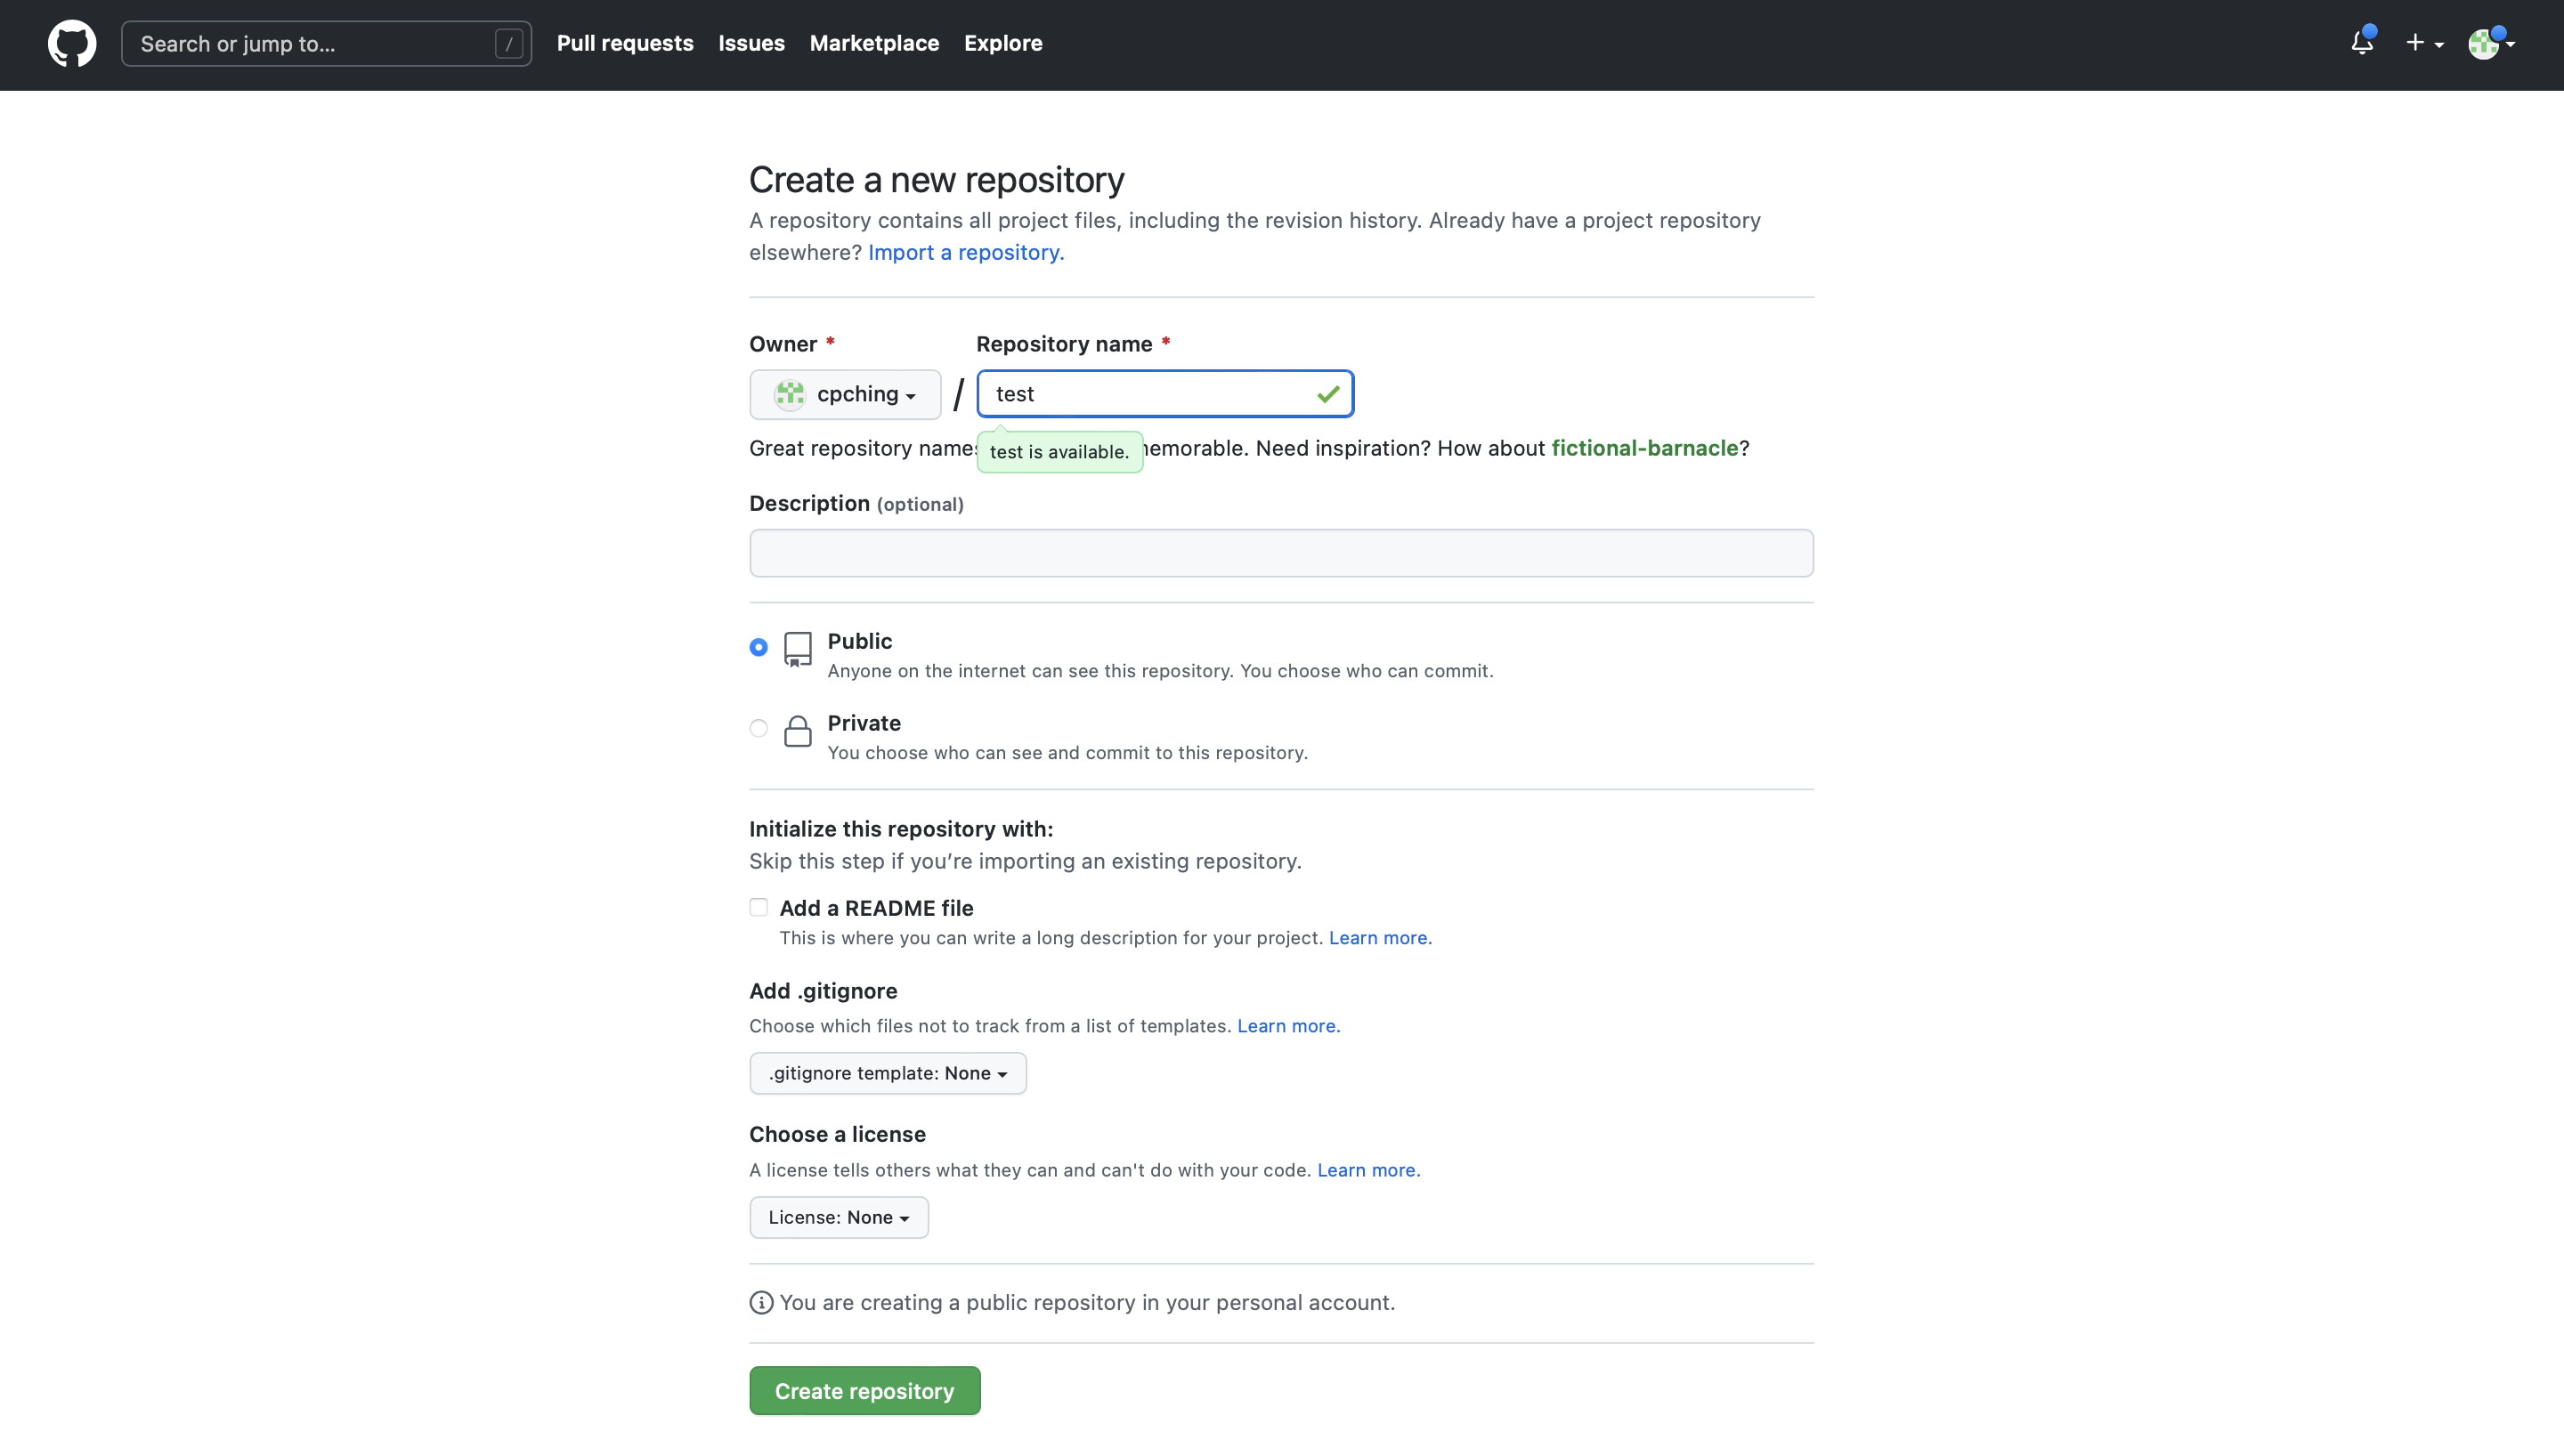 Search or jump to...
/
Pull requests
Issues
Marketplace
Explore
Create a new repository
A repository contains all project files, including the revision history. Already have a project repository
elsewhere? Import a repository.
Owner *
Repository name *
cpching
/
test
Great repository names
test is available.
emorable. Need inspiration? How about fictional-barnacle?
Description (optional)
Public
Anyone on the internet can see this repository. You choose who can commit.
Private
You choose who can see and commit to this repository.
Initialize this repository with:
Skip this step if you’re importing an existing repository.
Add a README file
This is where you can write a long description for your project. Learn more.
Add .gitignore
Choose which files not to track from a list of templates. Learn more.
.gitignore template: None
Choose a license
A license tells others what they can and can't do with your code. Learn more.
License: None
You are creating a public repository in your personal account.
Create repository